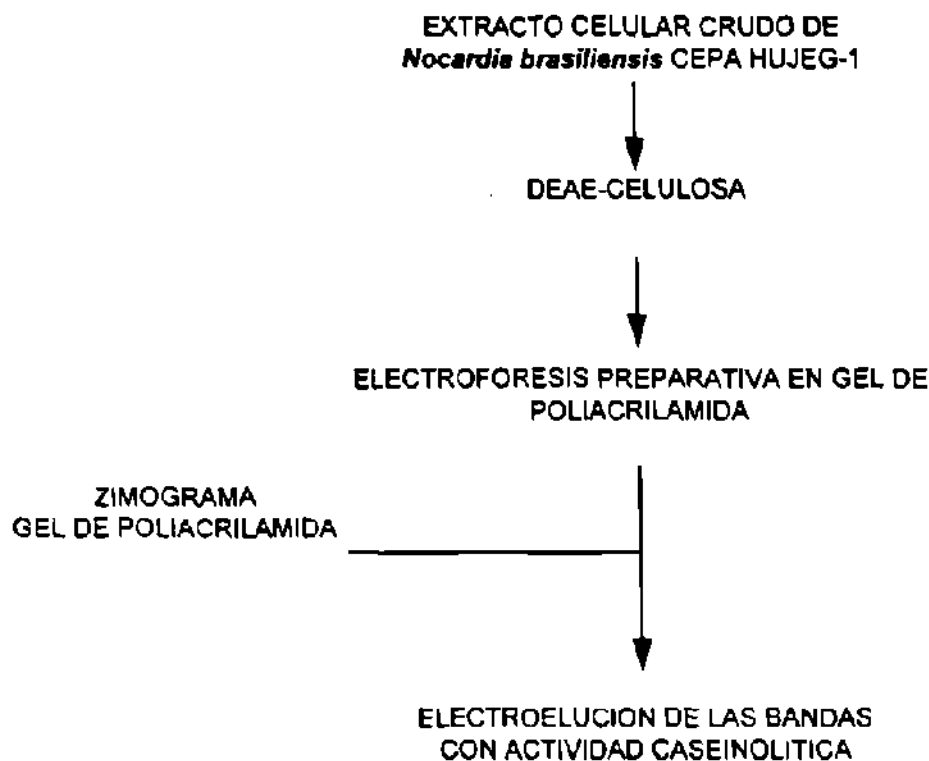 EXTRACTO CELULAR CRUDO DE
Nocardia brasiliensis CEPA HUJEG-1
DEAE-CELULOSA
ELECTROFORESIS PREPARATIVA EN GEL DE
POLIACRILAMIDA
ZIMOGRAMA
GEL DE POLIACRILAMIDA
ELECTROELUCION DE LAS BANDAS
CON ACTIVIDAD CASEINOLITICA